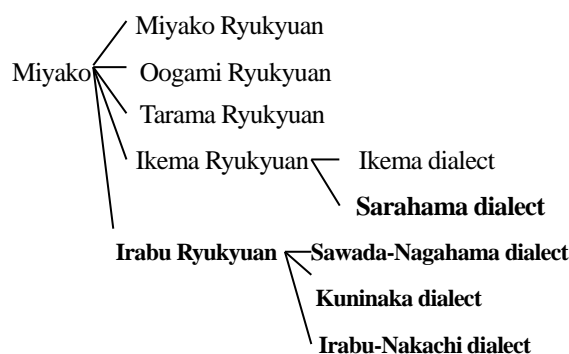 Miyako Ryukyuan
Miyako Oogami Ryukyuan
Tarama Ryukyuan
Ikema Ryukyuan Ikema dialect
Sarahama dialect
Irabu Ryukyuan Sawada-Nagahama dialect
Kuninaka dialect
Irabu-Nakachi dialect